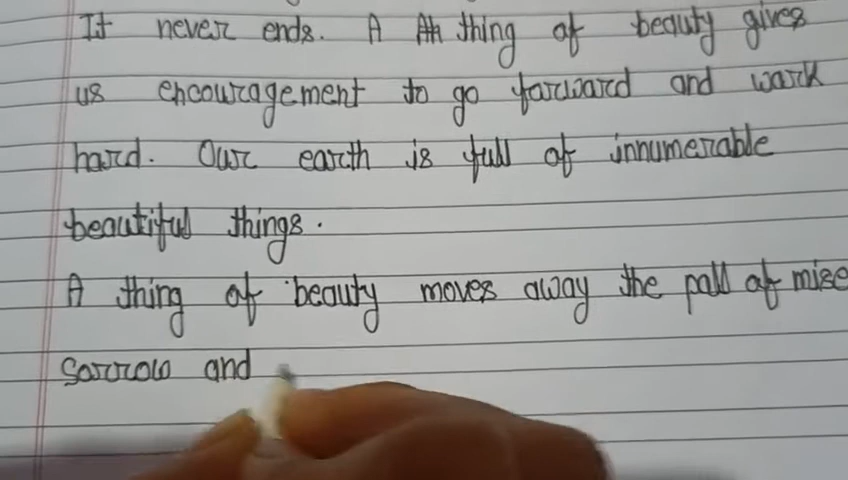 It never ends. A Ah thing of beauty gives
us encouragement to go forward and work
hard. Our earth is full of innumerable
beautiful things.
A thing of beauty moves away the pall of mise
sorrow and